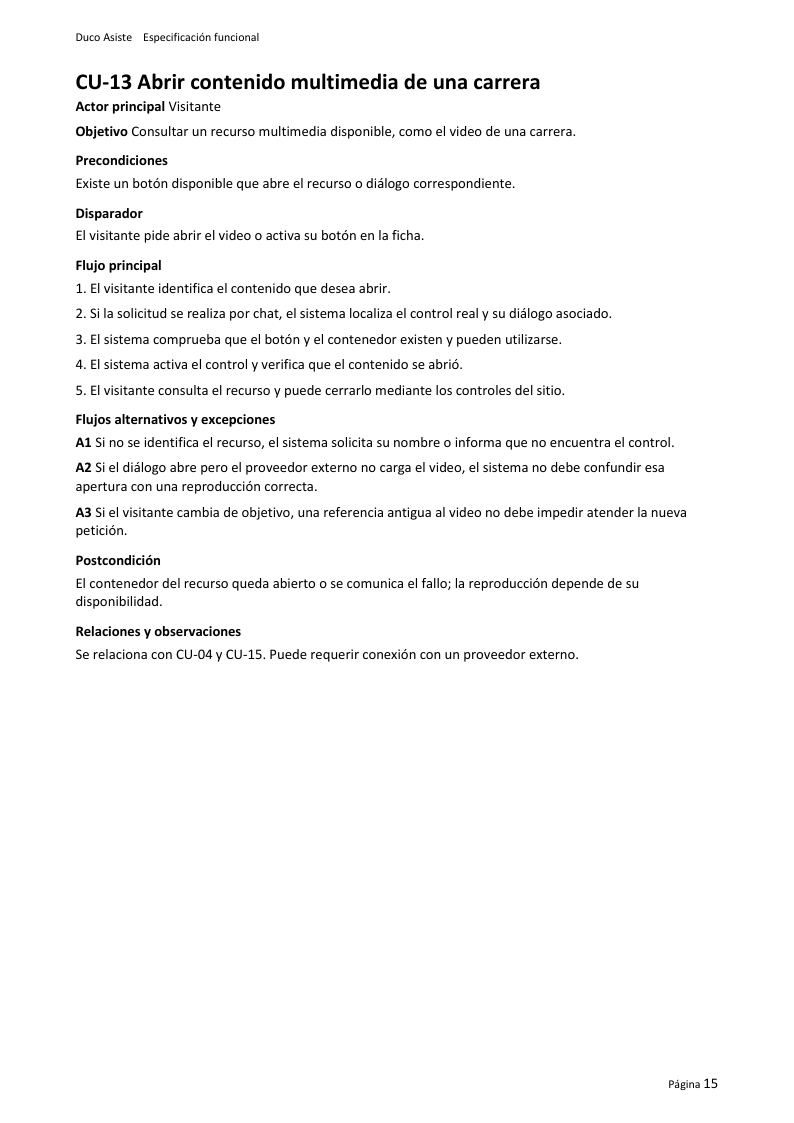 Duco Asiste Especificación funcional
CU-13 Abrir contenido multimedia de una carrera
Actor principal Visitante
Objetivo Consultar un recurso multimedia disponible, como el video de una carrera.
Precondiciones
Existe un botón disponible que abre el recurso o diálogo correspondiente.
Disparador
El visitante pide abrir el video o activa su botón en la ficha.
Flujo principal
1. El visitante identifica el contenido que desea abrir.
2. Si la solicitud se realiza por chat, el sistema localiza el control real y su diálogo asociado.
3. El sistema comprueba que el botón y el contenedor existen y pueden utilizarse.
4. El sistema activa el control y verifica que el contenido se abrió.
5. El visitante consulta el recurso y puede cerrarlo mediante los controles del sitio.
Flujos alternativos y excepciones
A1 Si no se identifica el recurso, el sistema solicita su nombre o informa que no encuentra el control.
A2 Si el diálogo abre pero el proveedor externo no carga el video, el sistema no debe confundir esa
apertura con una reproducción correcta.
A3 Si el visitante cambia de objetivo, una referencia antigua al video no debe impedir atender la nueva
petición.
Postcondición
El contenedor del recurso queda abierto o se comunica el fallo; la reproducción depende de su
disponibilidad.
Relaciones y observaciones
Se relaciona con CU-04 y CU-15. Puede requerir conexión con un proveedor externo.
Página 15